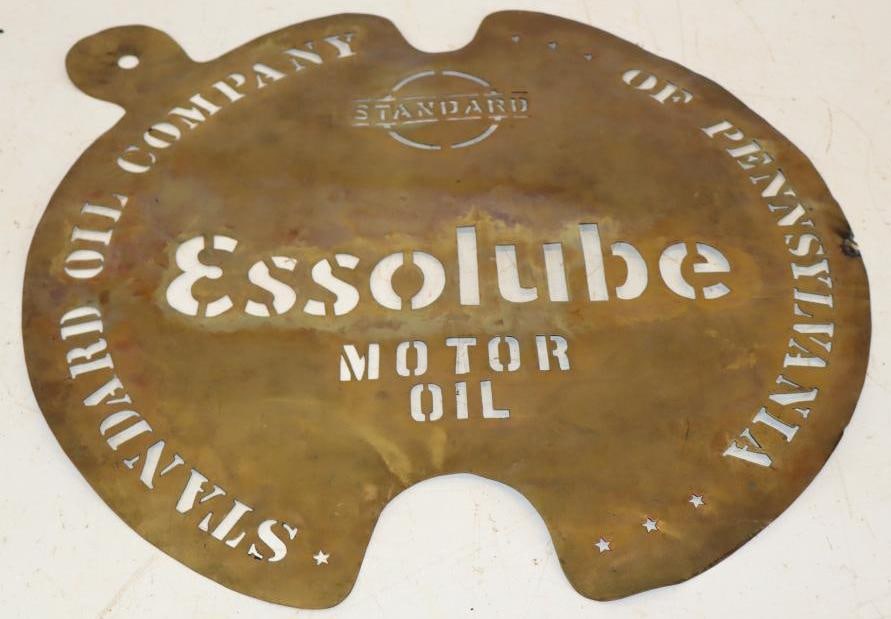 STANDARD OIL COMPANY
OF PENNSYLVANIA
STANDARD
Essolube
MOTOR
OIL